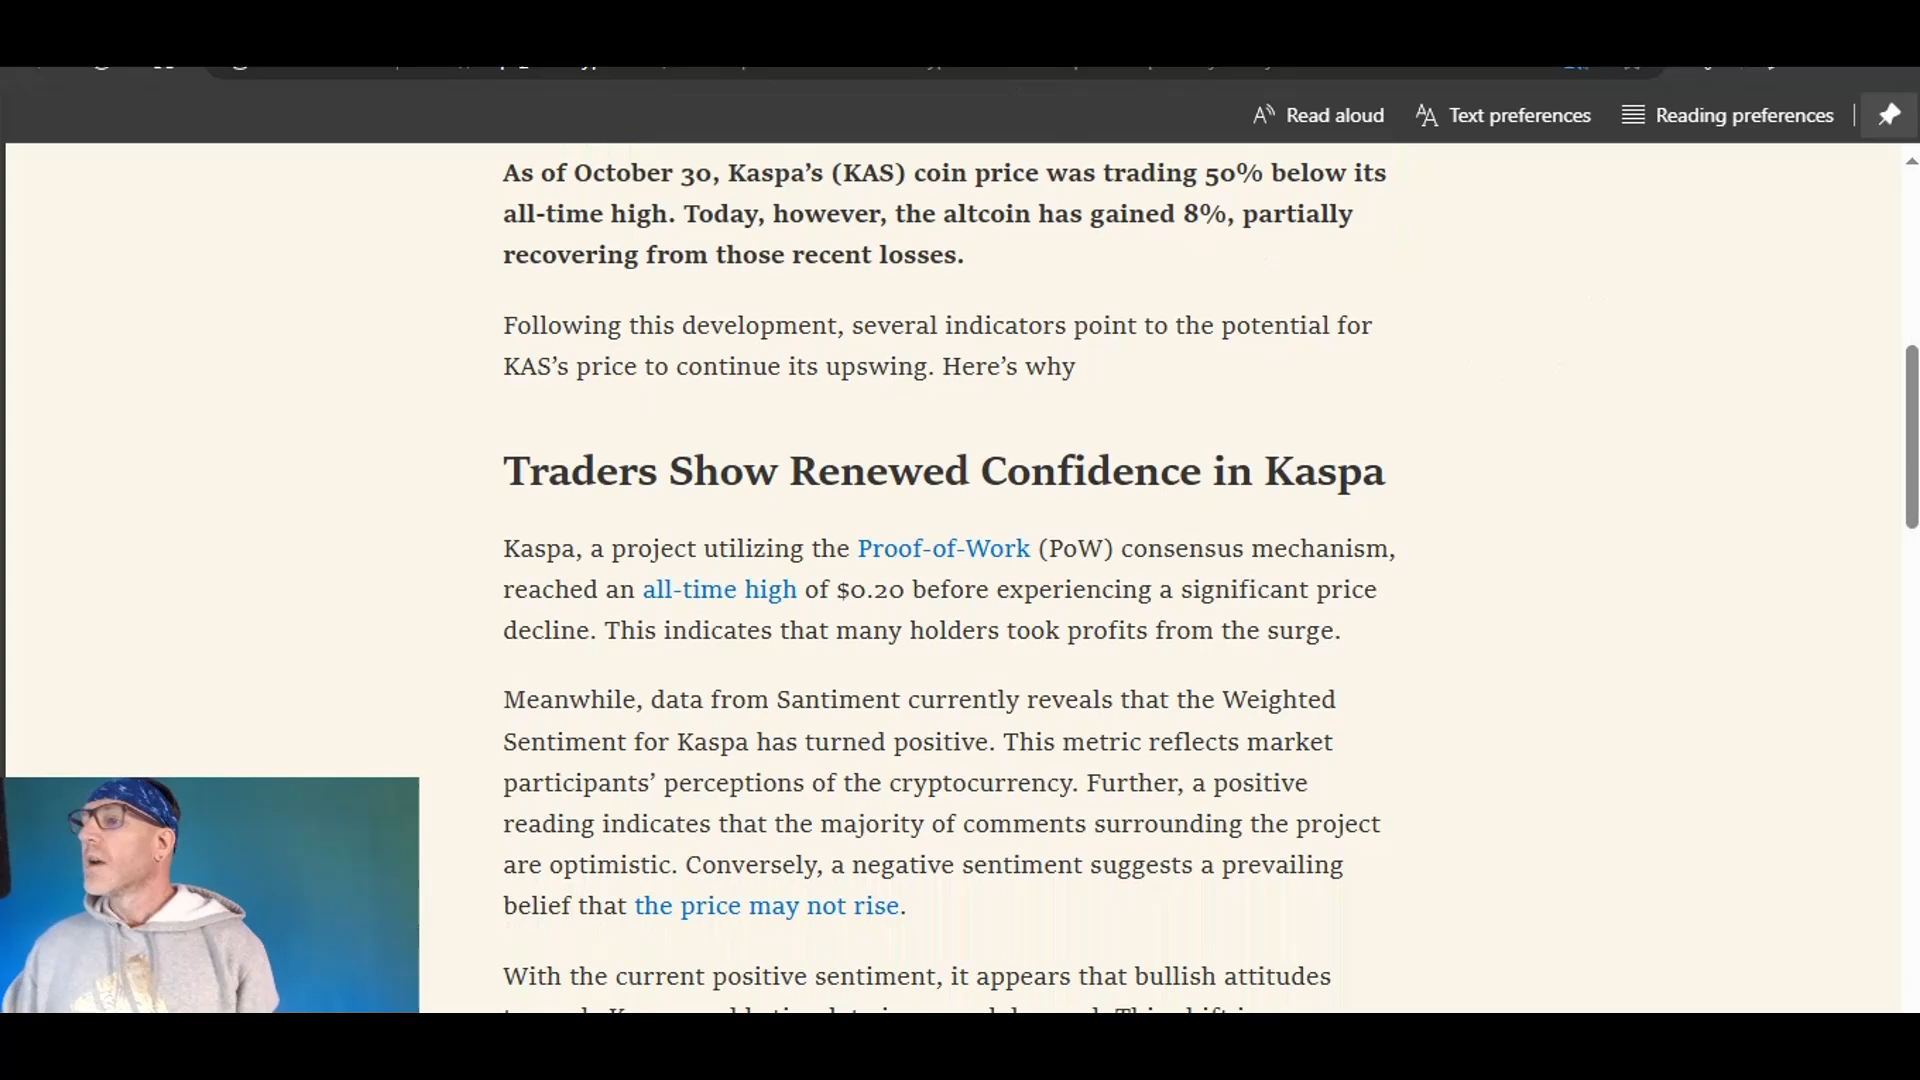 Read aloud
Text preferences
Reading preferences
As of October 30, Kaspa’s (KAS) coin price was trading 50% below its
all-time high. Today, however, the altcoin has gained 8%, partially
recovering from those recent losses.
Following this development, several indicators point to the potential for
KAS’s price to continue its upswing. Here’s why
Traders Show Renewed Confidence in Kaspa
Kaspa, a project utilizing the Proof-of-Work (PoW) consensus mechanism,
reached an all-time high of $0.20 before experiencing a significant price
decline. This indicates that many holders took profits from the surge.
Meanwhile, data from Santiment currently reveals that the Weighted
Sentiment for Kaspa has turned positive. This metric reflects market
participants’ perceptions of the cryptocurrency. Further, a positive
reading indicates that the majority of comments surrounding the project
are optimistic. Conversely, a negative sentiment suggests a prevailing
belief that the price may not rise.
With the current positive sentiment, it appears that bullish attitudes